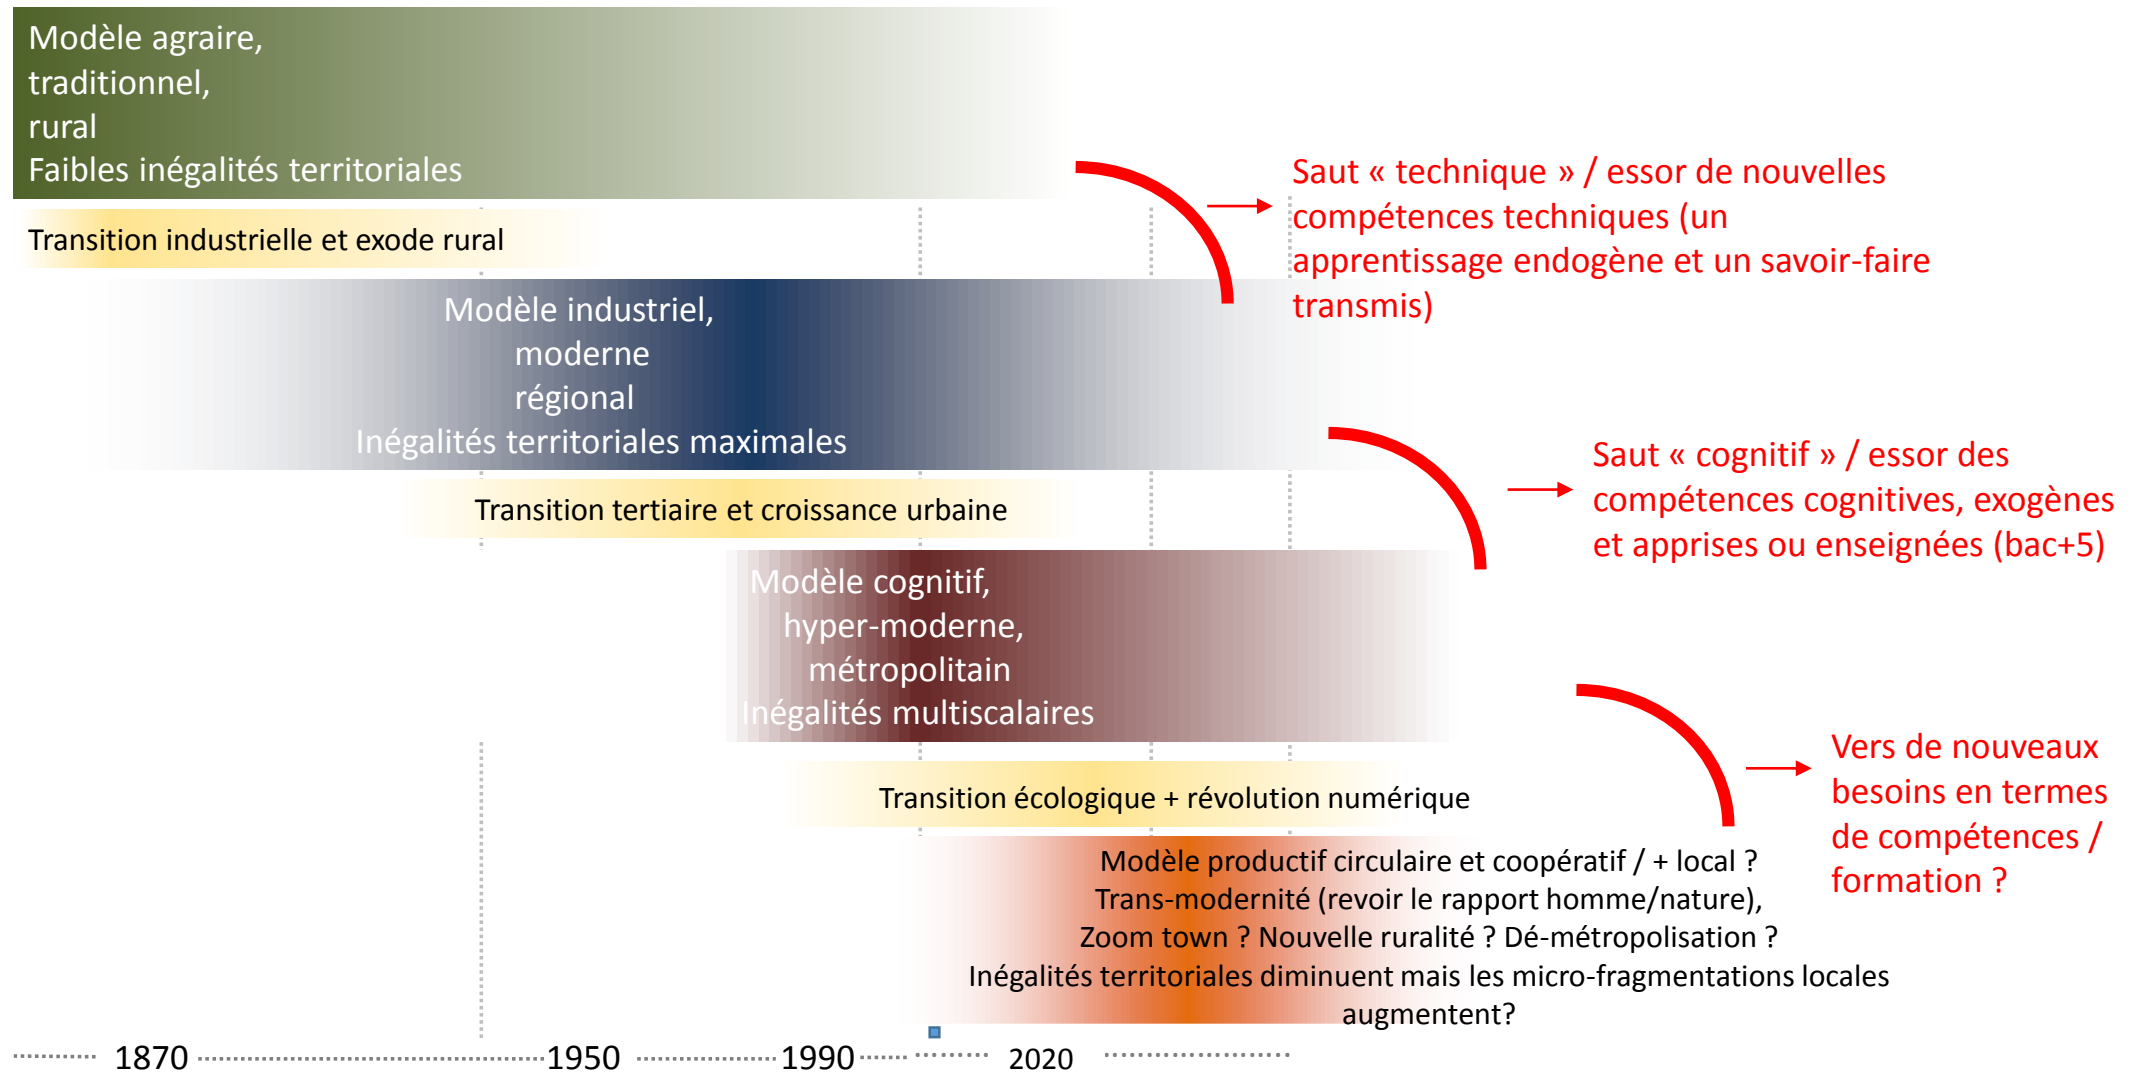 Modèle agraire,
traditionnel,
rural
Faibles inégalités territoriales
Saut « technique » / essor de nouvelles
compétences techniques (un
apprentissage endogène et un savoir-faire
transmis)
Transition industrielle et exode rural
Modèle industriel,
moderne
régional
Inégalités territoriales maximales
Saut « cognitif » / essor des
compétences cognitives, exogènes
et apprises ou enseignées (bac+5)
Transition tertiaire et croissance urbaine
Modèle cognitif,
hyper-moderne,
métropolitain
Inégalités multiscalaires
Vers de nouveaux
besoins en termes
de compétences /
formation ?
Transition écologique + révolution numérique
Modèle productif circulaire et coopératif / + local ?
Trans-modernité (revoir le rapport homme/nature),
Zoom town ? Nouvelle ruralité ? Dé-métropolisation ?
Inégalités territoriales diminuent mais les micro-fragmentations locales
augmentent?
1870 1950 1990 2020